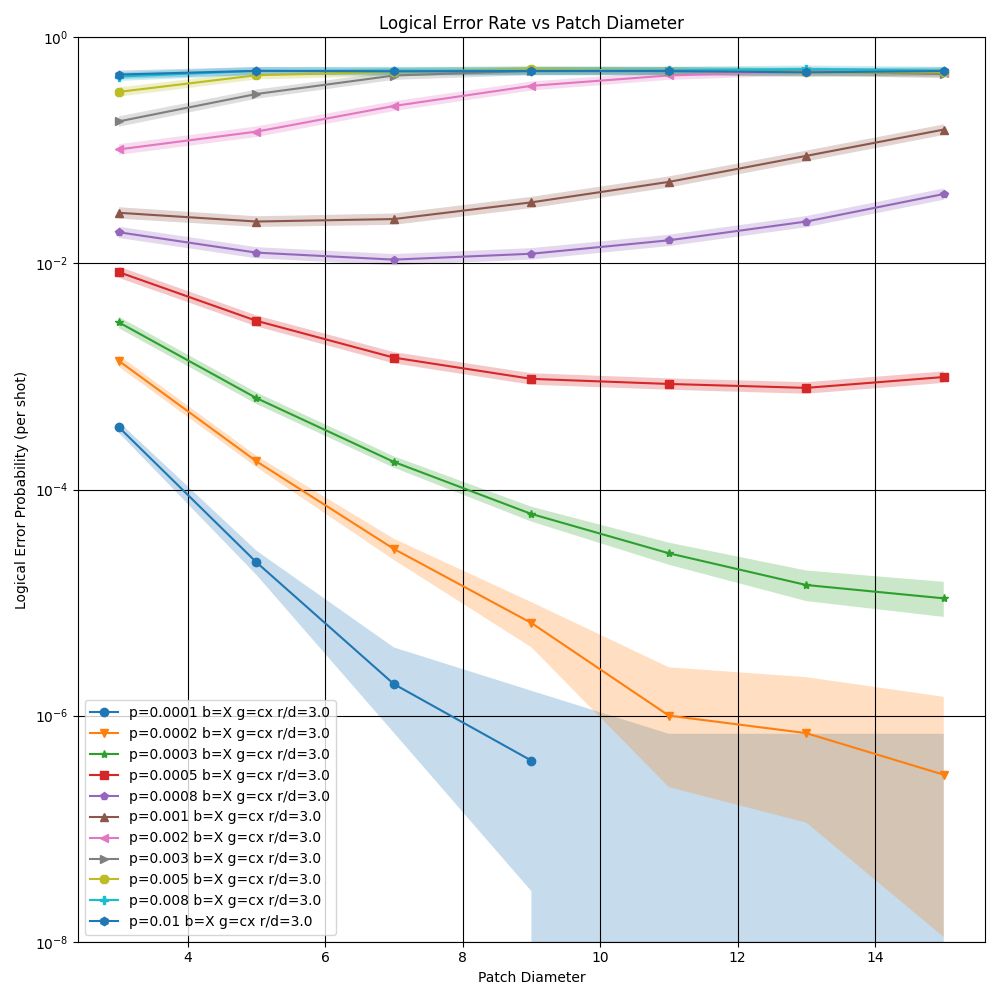 Logical Error Rate vs Patch Diameter
10⁰
10⁻²
10⁻⁴
10⁻⁶
10⁻⁸
Logical Error Probability (per shot)
p=0.0001 b=X g=cx r/d=3.0
p=0.0002 b=X g=cx r/d=3.0
p=0.0003 b=X g=cx r/d=3.0
p=0.0005 b=X g=cx r/d=3.0
p=0.0008 b=X g=cx r/d=3.0
p=0.001 b=X g=cx r/d=3.0
p=0.002 b=X g=cx r/d=3.0
p=0.003 b=X g=cx r/d=3.0
p=0.005 b=X g=cx r/d=3.0
p=0.008 b=X g=cx r/d=3.0
p=0.01 b=X g=cx r/d=3.0
4 6 8 10 12 14
Patch Diameter